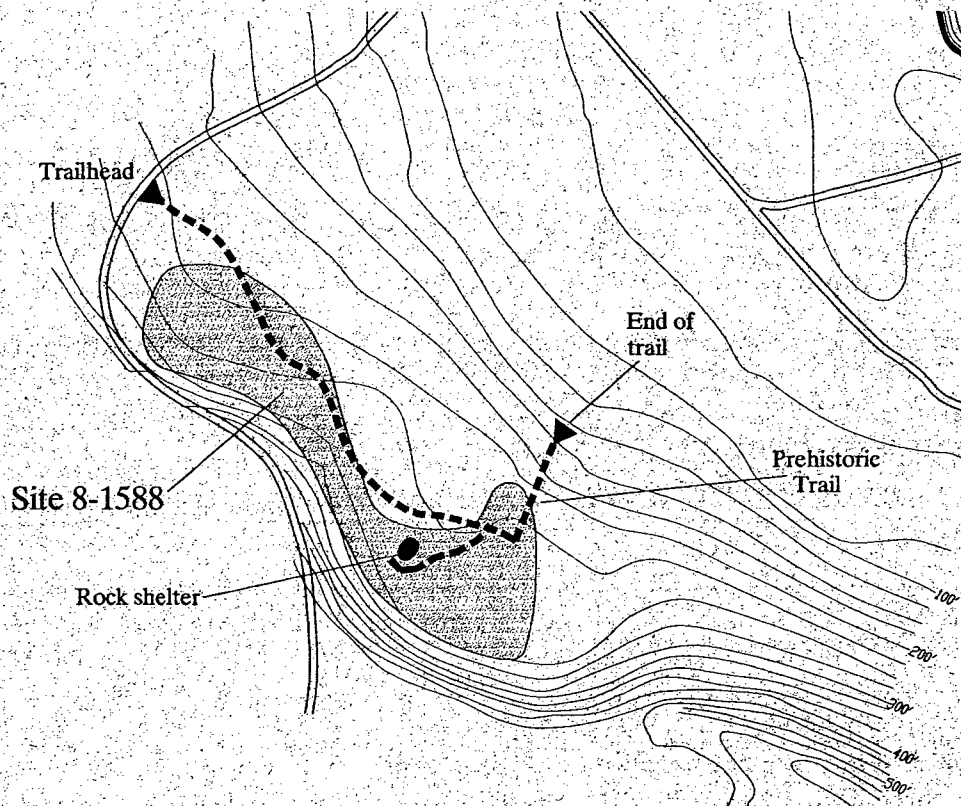 Trailhead
End of
trail
Prehistoric
Trail
Site 8-1588
Rock shelter
100'
200'
300'
400'
500'